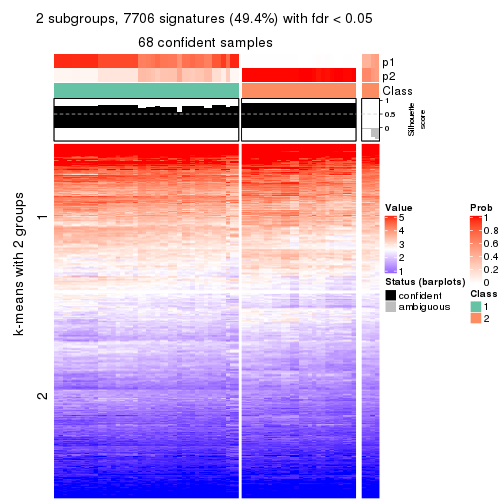 2 subgroups, 7706 signatures (49.4%) with fdr < 0.05
68 confident samples
p1
p2
Class
1
0.5
0
Silhouette
score
k-means with 2 groups
1
2
Value
5
4
3
2
1
Prob
1
0.8
0.6
0.4
0.2
0
Status (barplots)
confident
ambiguous
Class
1
2